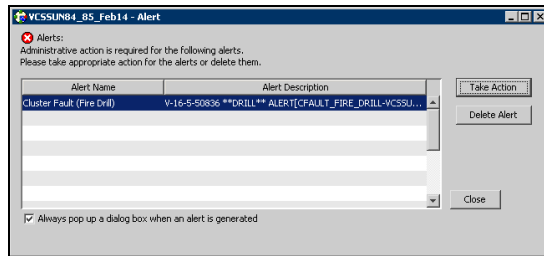 VCSSUN84_85_Feb14 - Alert
Alerts:
Administrative action is required for the following alerts.
Please take appropriate action for the alerts or delete them.
Alert Name Alert Description
Cluster Fault (Fire Drill) V-16-5-50836 **DRILL** ALERT[CFAULT_FIRE_DRILL-VCSSU...
Take Action
Delete Alert
Close
Always pop up a dialog box when an alert is generated